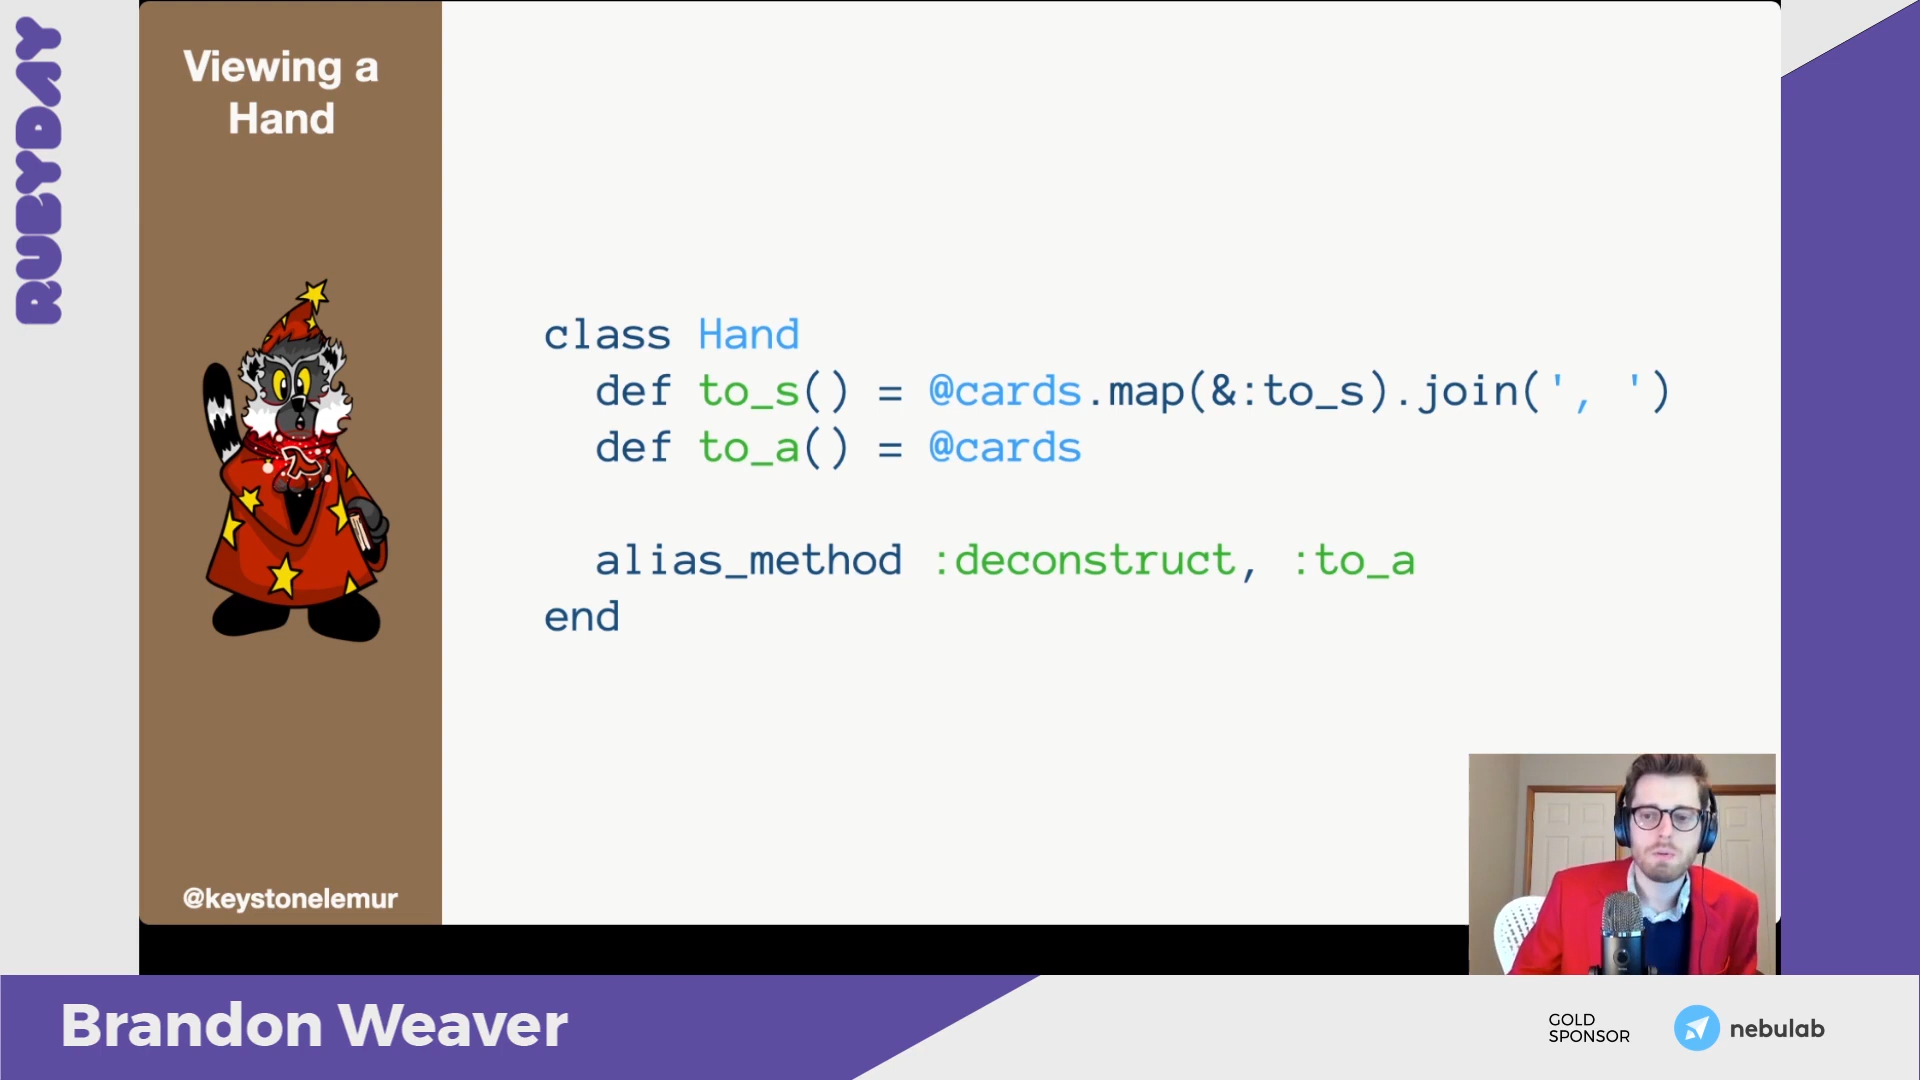 RUBYDAY
Viewing a
Hand
class Hand
  def to_s() = @cards.map(&:to_s).join(', ')
  def to_a() = @cards
  alias_method :deconstruct, :to_a
end
@keystonelemur
Brandon Weaver
GOLD
SPONSOR
nebulab